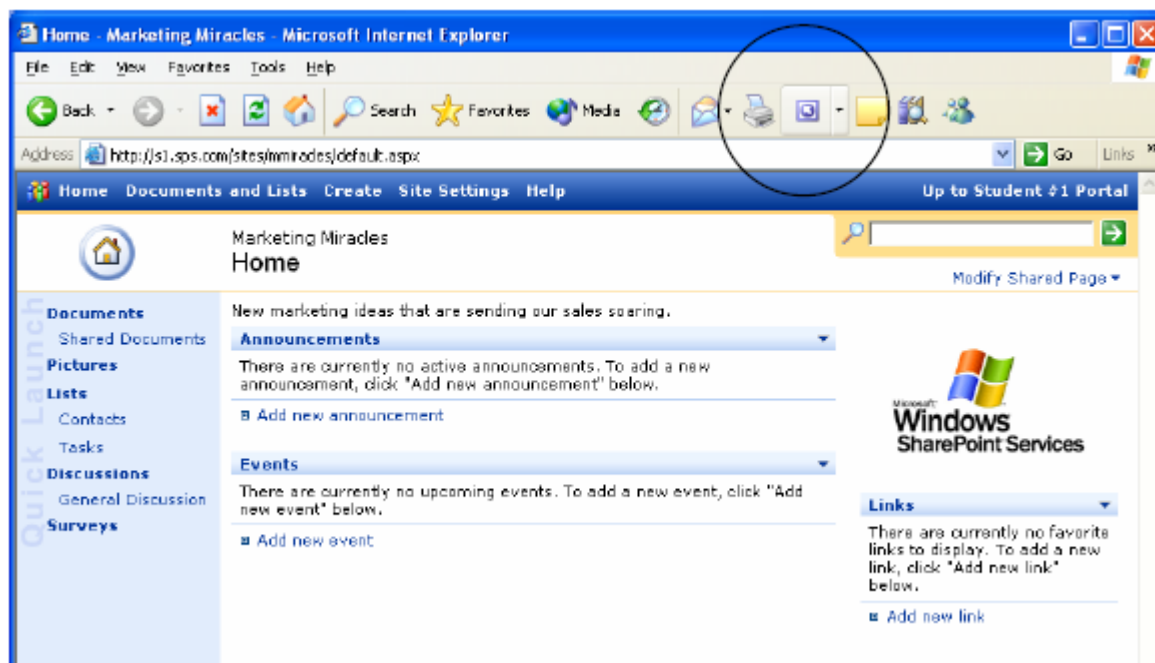 Home - Marketing Miracles - Microsoft Internet Explorer
File Edit View Favorites Tools Help
Back Search Favorites Media
Address http://s1.sps.com/sites/mmirades/default.aspx Go Links »
Home Documents and Lists Create Site Settings Help Up to Student #1 Portal
Marketing Miracles
Home
Modify Shared Page
Quick Launch
Documents
Shared Documents
Pictures
Lists
Contacts
Tasks
Discussions
General Discussion
Surveys
New marketing ideas that are sending our sales soaring.
Announcements
There are currently no active announcements. To add a new
announcement, click "Add new announcement" below.
Add new announcement
Events
There are currently no upcoming events. To add a new event, click "Add
new event" below.
Add new event
Microsoft
Windows
SharePoint Services
Links
There are currently no favorite
links to display. To add a new
link, click "Add new link"
below.
Add new link